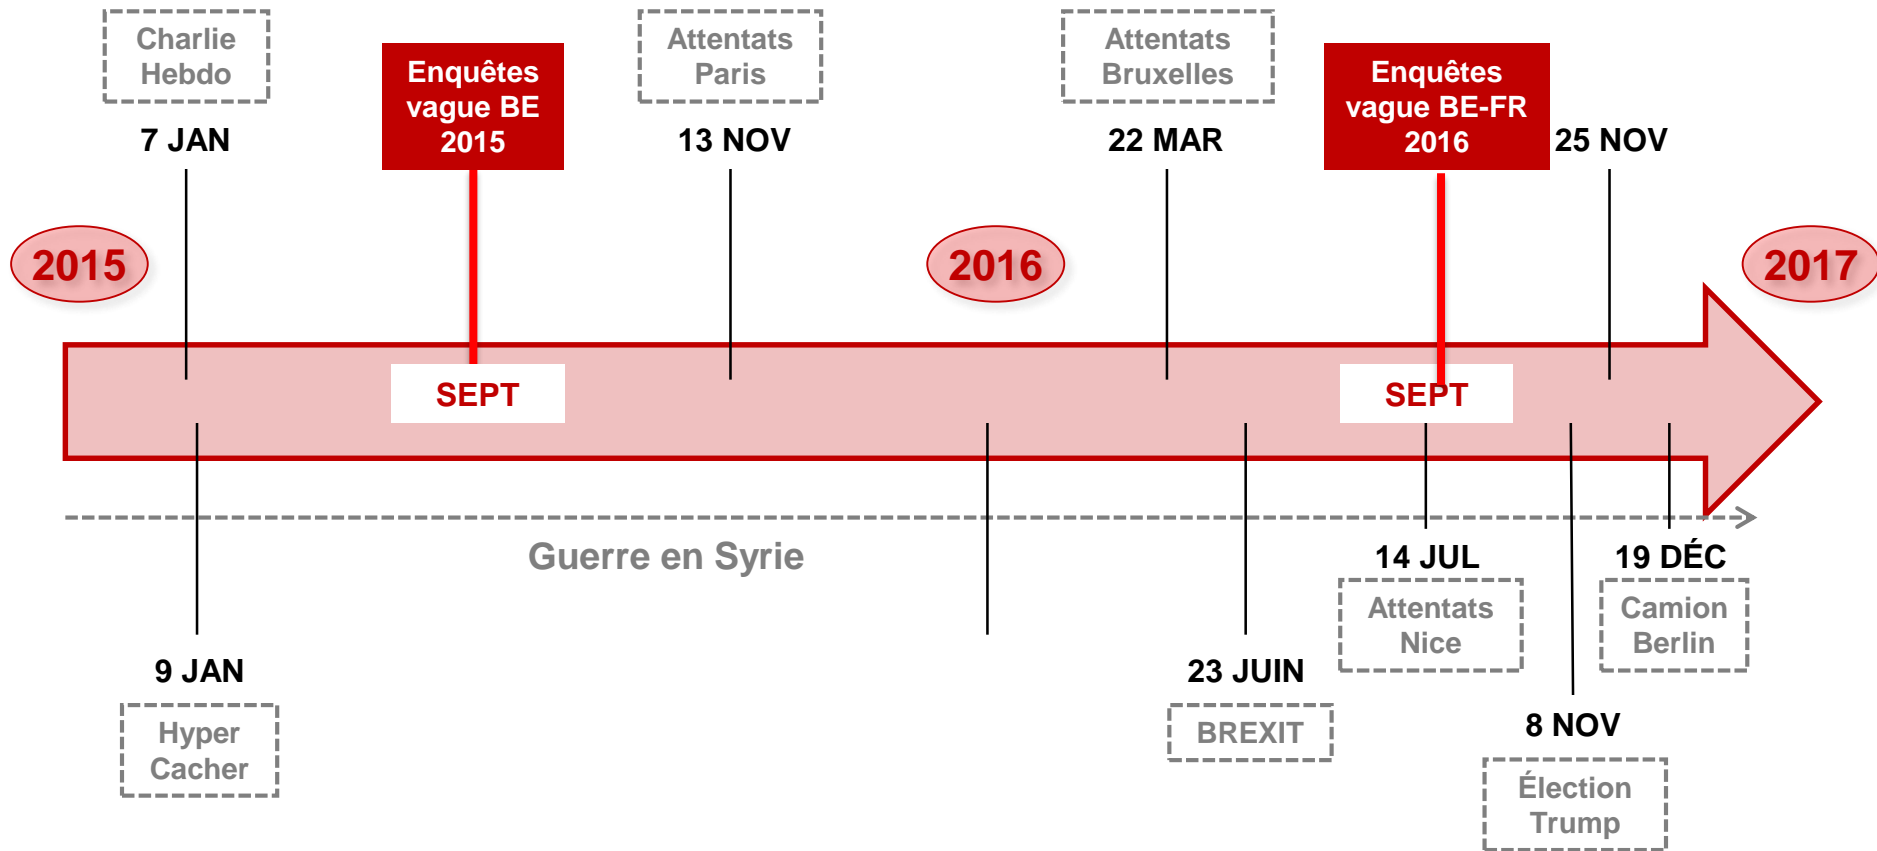 Charlie
Hebdo
7 JAN
Enquêtes
vague BE
2015
Attentats
Paris
13 NOV
Attentats
Bruxelles
22 MAR
Enquêtes
vague BE-FR
2016
25 NOV
2015
2016
2017
SEPT
SEPT
Guerre en Syrie
9 JAN
Hyper
Cacher
23 JUIN
BREXIT
14 JUL
Attentats
Nice
8 NOV
Élection
Trump
19 DÉC
Camion
Berlin